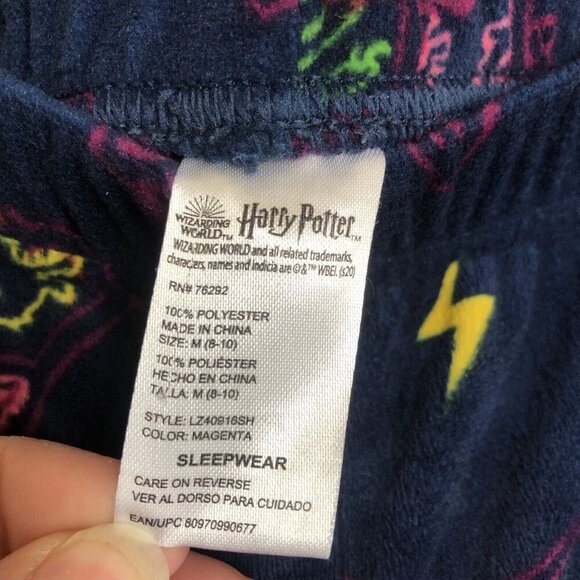 WIZARDING
WORLD™
Harry Potter™
WIZARDING WORLD and all related trademarks,
characters, names and indicia are © & ™ WBEI. (s20)
RN# 76292
100% POLYESTER
MADE IN CHINA
SIZE: M (8-10)
100% POLIÉSTER
HECHO EN CHINA
TALLA: M (8-10)
STYLE: LZ40916SH
COLOR: MAGENTA
SLEEPWEAR
CARE ON REVERSE
VER AL DORSO PARA CUIDADO
EAN/UPC 80970990677